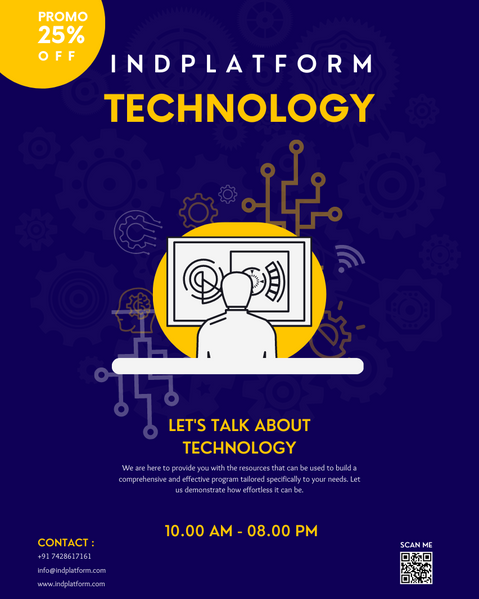 PROMO
25%
OFF
INDPLATFORM
TECHNOLOGY
LET'S TALK ABOUT
TECHNOLOGY
We are here to provide you with the resources that can be used to build a
comprehensive and effective program tailored specifically to your needs. Let
us demonstrate how effortless it can be.
10.00 AM - 08.00 PM
CONTACT :
+91 7428617161
info@indplatform.com
www.indplatform.com
SCAN ME